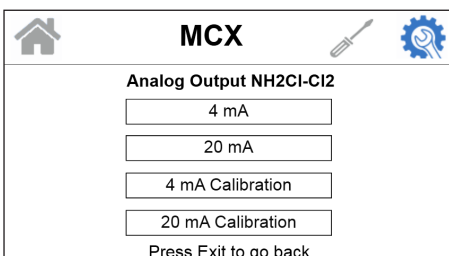 MCX
Analog Output NH2Cl-Cl2
4 mA
20 mA
4 mA Calibration
20 mA Calibration
Press Exit to go back